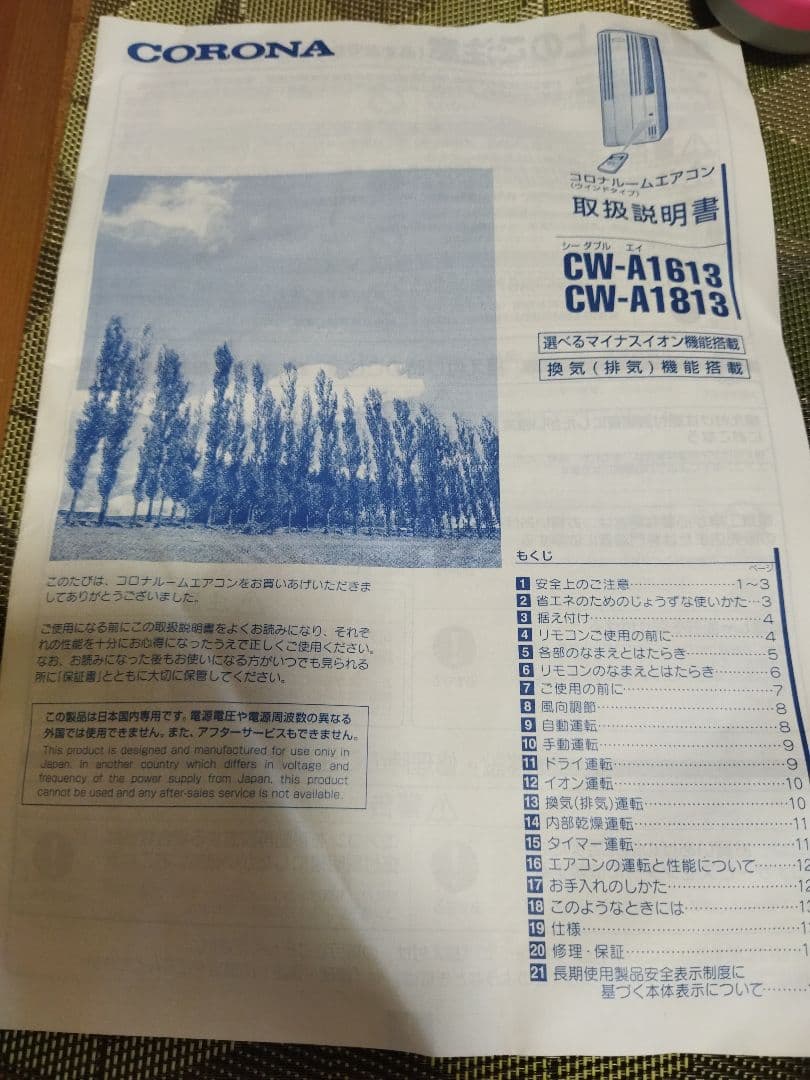 CORONA
コロナルームエアコン
(ウインドタイプ)
取扱説明書
シー ダブル エイ
CW-A1613
CW-A1813
選べるマイナスイオン機能搭載
換気(排気)機能搭載
このたびは、コロナルームエアコンをお買いあげいただきま
してありがとうございました。
ご使用になる前にこの取扱説明書をよくお読みになり、それぞ
れの性能を十分にお心得になったうえで正しくご使用ください。
なお、お読みになった後もお使いになる方がいつでも見られる
所に「保証書」とともに大切に保管してください。
この製品は日本国内専用です。電源電圧や電源周波数の異なる
外国では使用できません。また、アフターサービスもできません。
This product is designed and manufactured for use only in
Japan. In another country which differs in voltage and
frequency of the power supply from Japan, this product
cannot be used and any after-sales service is not available.
もくじ
ページ
1 安全上のご注意…………………1~3
2 省エネのためのじょうずな使いかた…3
3 据え付け…………………………4
4 リモコンご使用の前に……………4
5 各部のなまえとはたらき…………5
6 リモコンのなまえとはたらき………6
7 ご使用の前に……………………7
8 風向調節…………………………8
9 自動運転…………………………8
10 手動運転…………………………9
11 ドライ運転………………………9
12 イオン運転………………………10
13 換気(排気)運転…………………10
14 内部乾燥運転……………………11
15 タイマー運転……………………11
16 エアコンの運転と性能について………12
17 お手入れのしかた………………12
18 このようなときには………………
19 仕様………………………………
20 修理・保証………………………
21 長期使用製品安全表示制度に
基づく本体表示について………